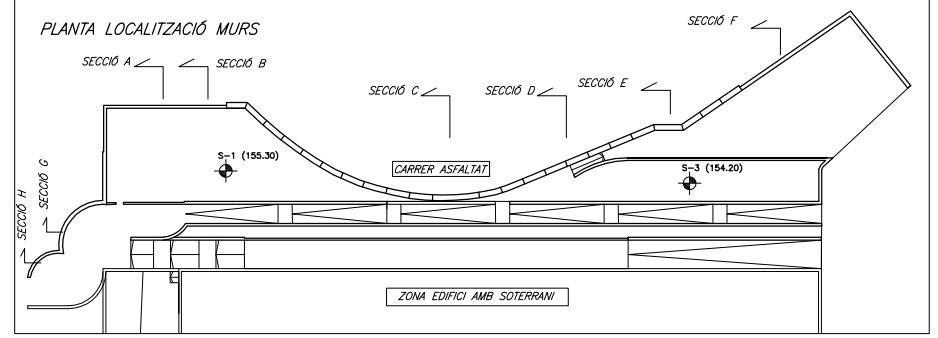 PLANTA LOCALITZACIÓ MURS
SECCIÓ F
SECCIÓ A
SECCIÓ B
SECCIÓ C
SECCIÓ D
SECCIÓ E
S-1 (155.30)
CARRER ASFALTAT
S-3 (154.20)
SECCIÓ G
SECCIÓ H
ZONA EDIFICI AMB SOTERRANI